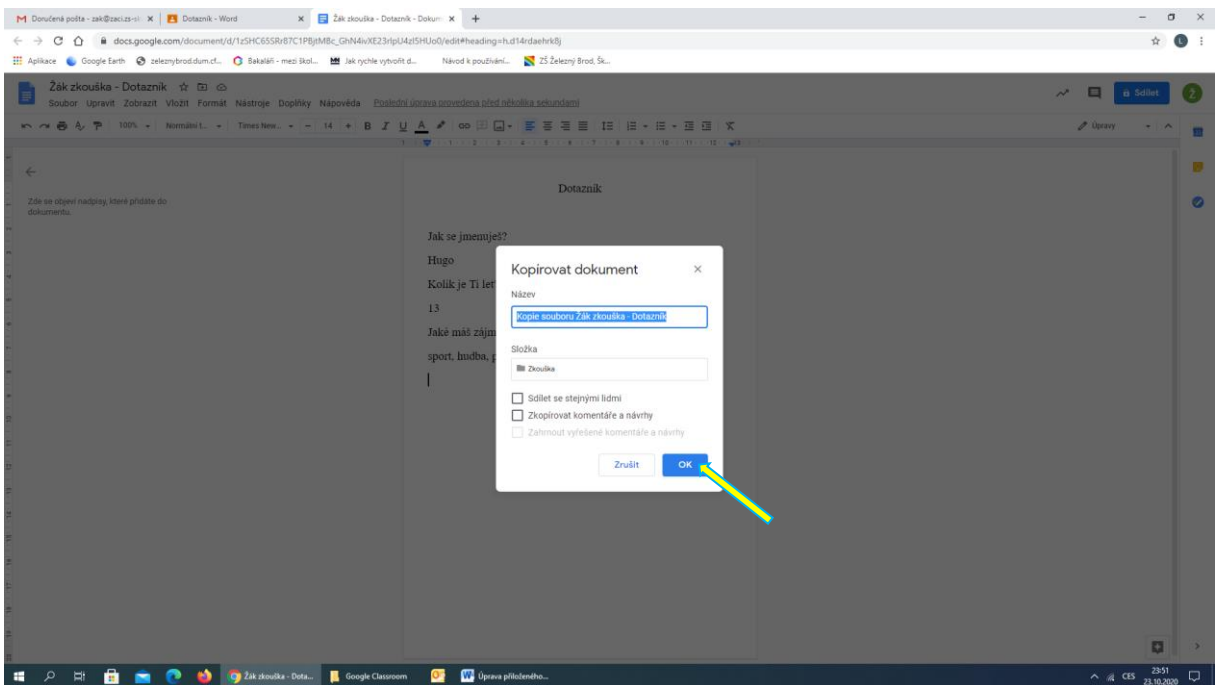 Doručená pošta - zak@zaci.zs-
Dotazník - Word
Žák zkouška - Dotazník - Dokum
docs.google.com/document/d/1zSHC65SRr87C1PBjtMBc_GhN4ivXE23rIpU4zI5HUo0/edit#heading=h.d14rdaehrk8j
Aplikace Google Earth zeleznybrod.dum.cf... Bakaláři - mezi škol... Jak rychle vytvořit d... Návod k používání... ZŠ Železný Brod, Šk...
Žák zkouška - Dotazník
Soubor Upravit Zobrazit Vložit Formát Nástroje Doplňky Nápověda Poslední úprava provedena před několika sekundami
Sdílet
Ž
100% Normální t... Times New... 14 B I U A
Úpravy
Zde se objeví nadpisy, které přidáte do
dokumentu.
Dotazník
Jak se jmenuješ?
Hugo
Kolik je Ti let
13
Jaké máš zájm
sport, hudba, p
Kopírovat dokument
Název
Kopie souboru Žák zkouška - Dotazník
Složka
Zkouška
Sdílet se stejnými lidmi
Zkopírovat komentáře a návrhy
Zahrnout vyřešené komentáře a návrhy
Zrušit OK
Žák zkouška - Dota... Google Classroom Úprava přiloženého...
CES
23:51
23.10.2020